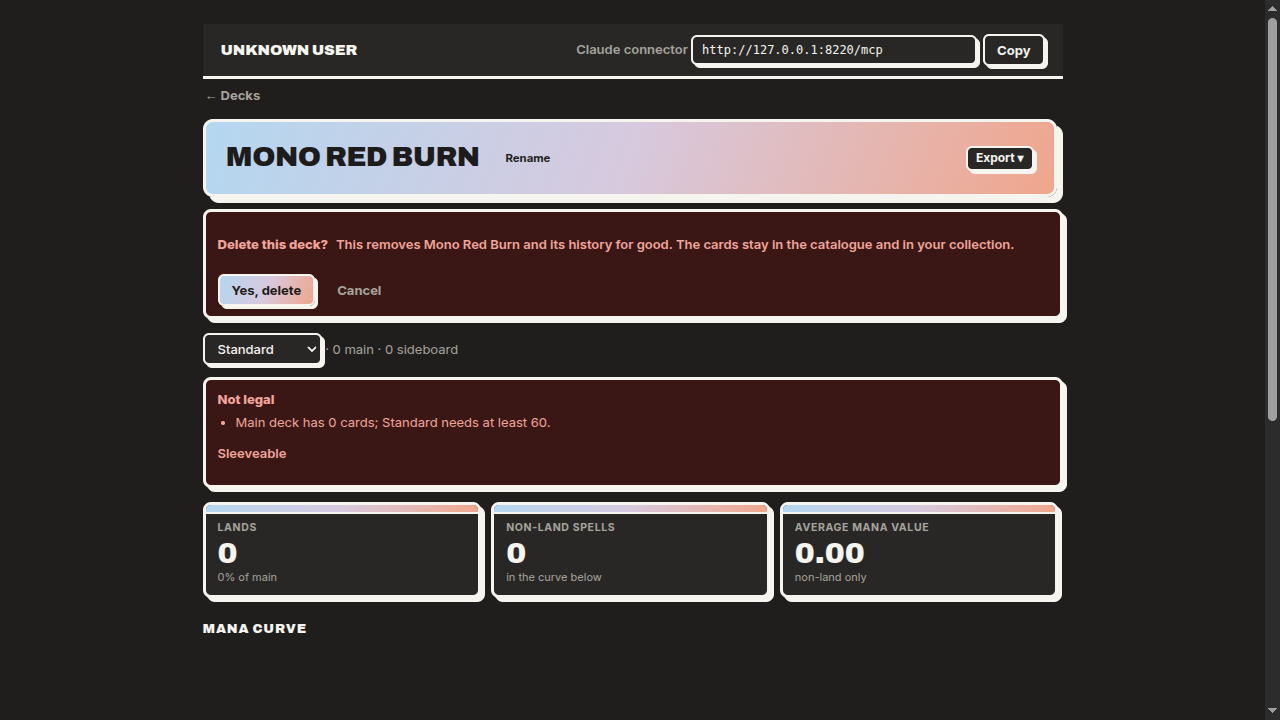 UNKNOWN USER
Claude connector http://127.0.0.1:8220/mcp Copy
← Decks
MONO RED BURN Rename Export ▾
Delete this deck? This removes Mono Red Burn and its history for good. The cards stay in the catalogue and in your collection.
Yes, delete Cancel
Standard · 0 main · 0 sideboard
Not legal
• Main deck has 0 cards; Standard needs at least 60.
Sleeveable
LANDS
0
0% of main
NON-LAND SPELLS
0
in the curve below
AVERAGE MANA VALUE
0.00
non-land only
MANA CURVE